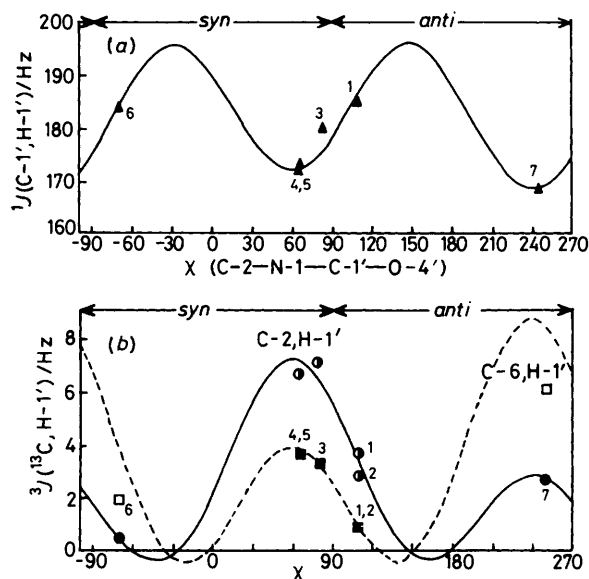 200
190
180
170
160
¹J(C-1′,H-1′)/Hz
(a)
syn
anti
6
4,5
3
1
7
-90 -60 -30 0 30 60 90 120 150 180 210 240 270
χ (C-2—N-1—C-1′—O-4′)
8
6
4
2
0
³J(¹³C,H-1′)/Hz
(b)
syn
anti
C-2,H-1′
C-6,H-1′
6
4,5
3
1
2
1,2
7
-90 0 90 180 270
χ